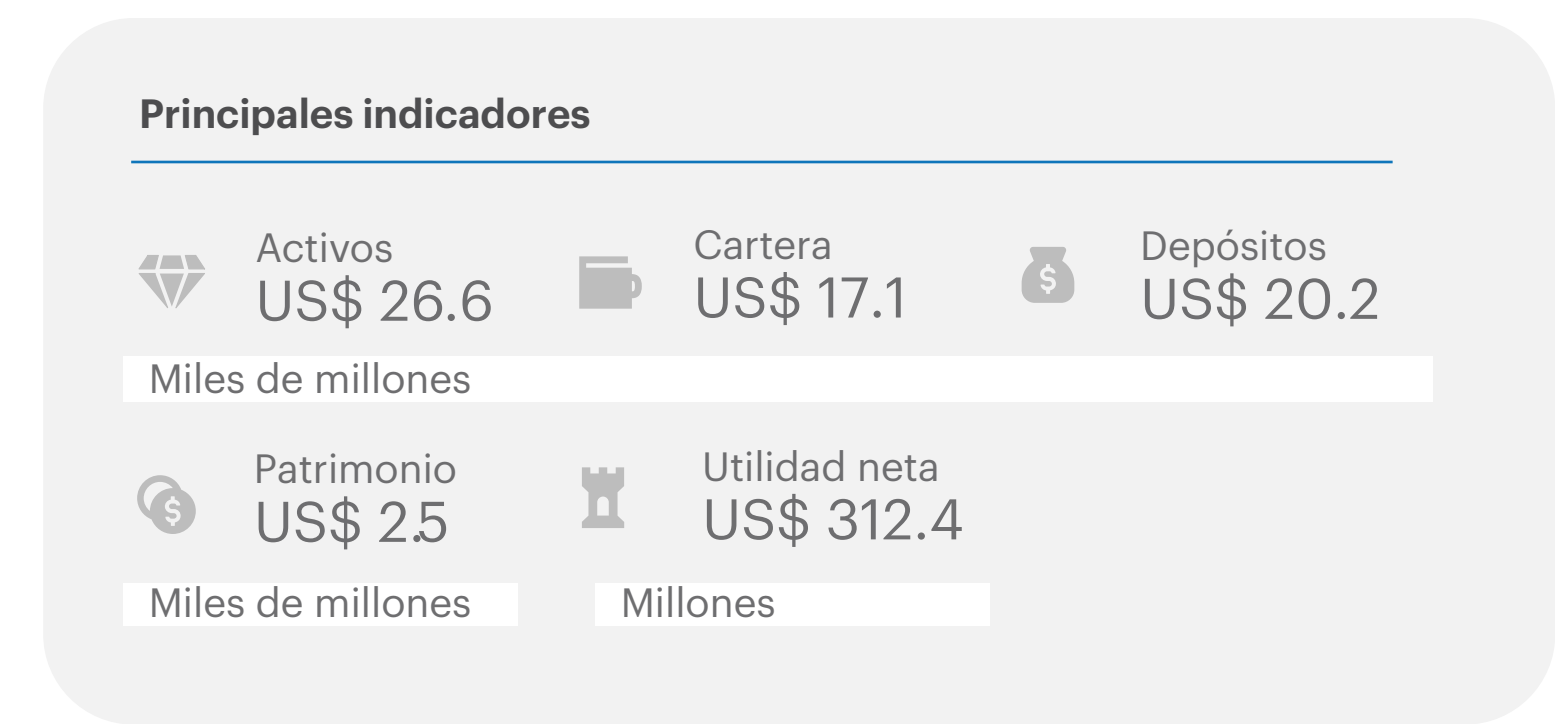 Principales indicadores
Activos
US$ 26.6
Cartera
US$ 17.1
Depósitos
US$ 20.2
Miles de millones
Patrimonio
US$ 2.5
Miles de millones
Utilidad neta
US$ 312.4
Millones